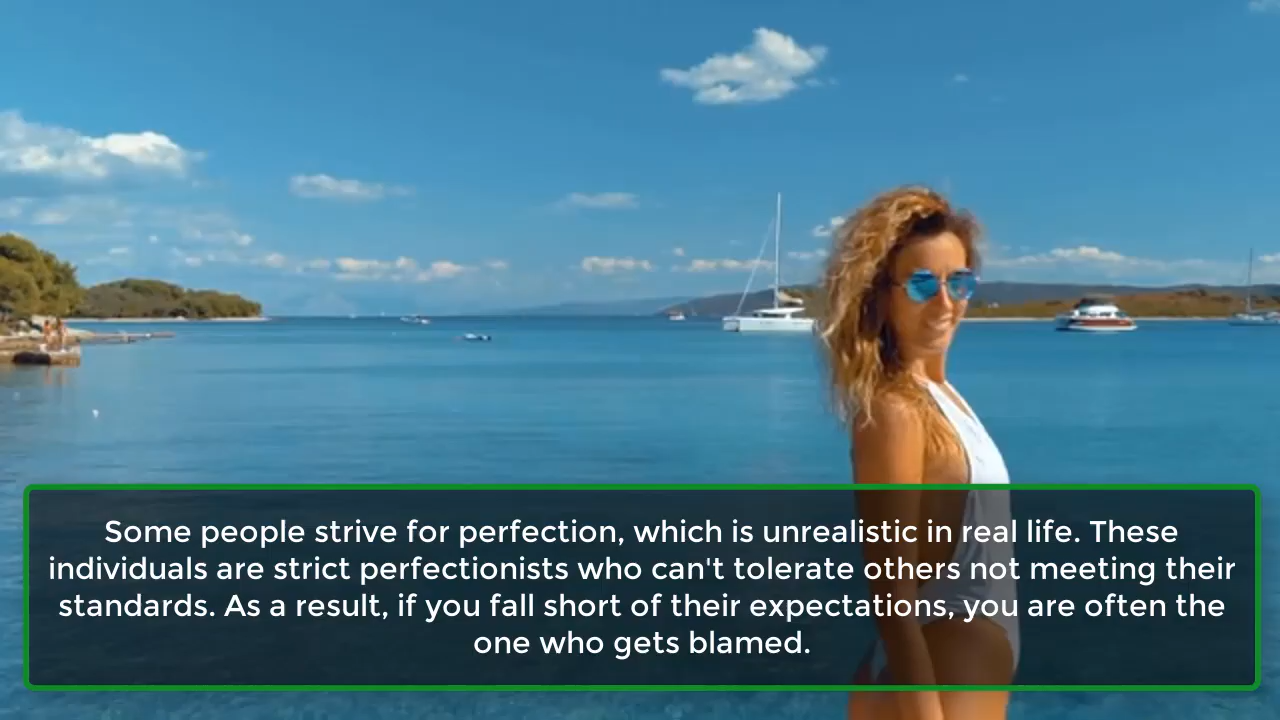 Some people strive for perfection, which is unrealistic in real life. These
individuals are strict perfectionists who can't tolerate others not meeting their
standards. As a result, if you fall short of their expectations, you are often the
one who gets blamed.